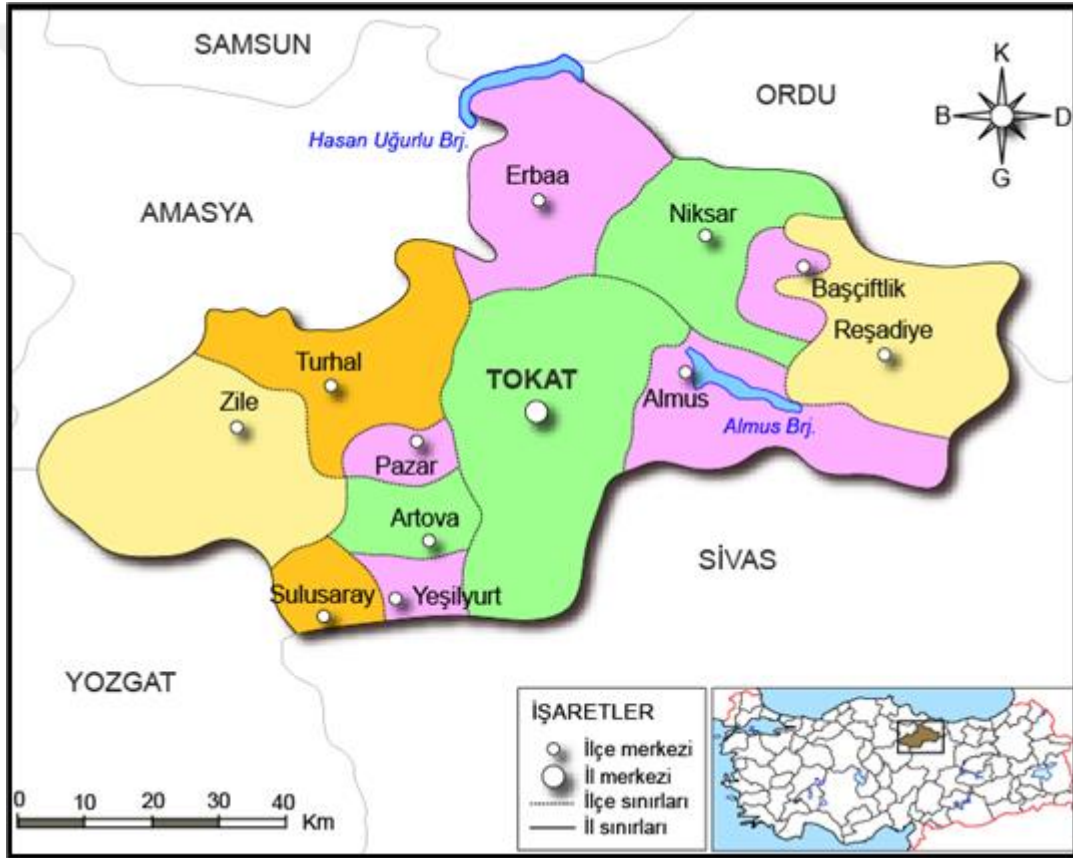 SAMSUN
K
ORDU
B
D
Hasan Uğurlu Brj.
G
Erbaa
AMASYA
Niksar
Başçiftlik
Reşadiye
Turhal
TOKAT
Almus
Zile
Almus Brj.
Pazar
Artova
SİVAS
Sulusaray
Yeşilyurt
YOZGAT
İŞARETLER
İlçe merkezi
İl merkezi
İlçe sınırları
İl sınırları
0 10 20 30 40
Km